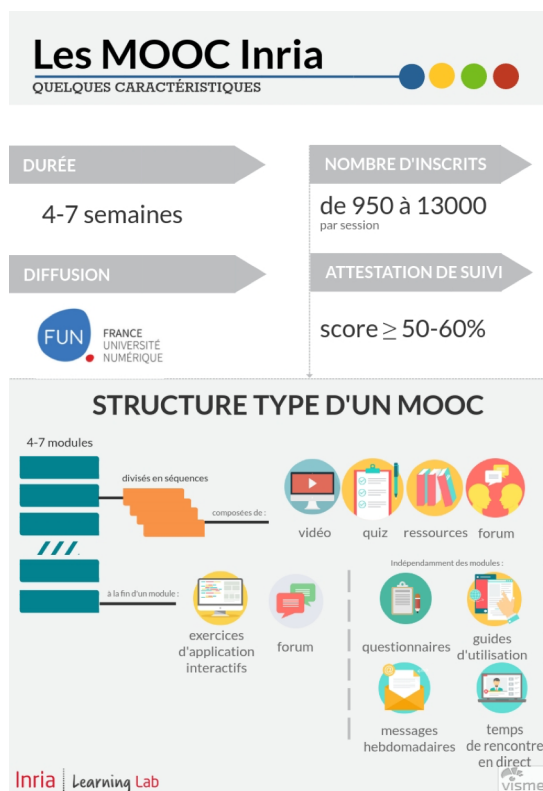 Les MOOC Inria
QUELQUES CARACTÉRISTIQUES
DURÉE
4-7 semaines
NOMBRE D'INSCRITS
de 950 à 13000
par session
DIFFUSION
FUN
FRANCE
UNIVERSITÉ
NUMÉRIQUE
ATTESTATION DE SUIVI
score ≥ 50-60%
STRUCTURE TYPE D'UN MOOC
4-7 modules
divisés en séquences
composées de :
vidéo
quiz
ressources
forum
à la fin d'un module :
exercices
d'application
interactifs
forum
Indépendamment des modules :
questionnaires
guides
d'utilisation
messages
hebdomadaires
temps
de rencontre
en direct
Inria
Learning Lab
visme